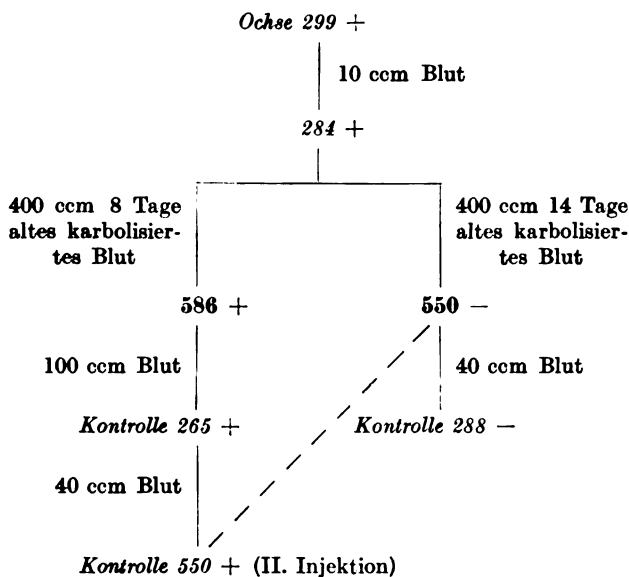 Ochse 299 +
10 ccm Blut
284 +
400 ccm 8 Tage
altes karbolisier-
tes Blut
400 ccm 14 Tage
altes karbolisier-
tes Blut
586 +
550 —
100 ccm Blut
40 ccm Blut
Kontrolle 265 +
Kontrolle 288 —
40 ccm Blut
Kontrolle 550 + (II. Injektion)